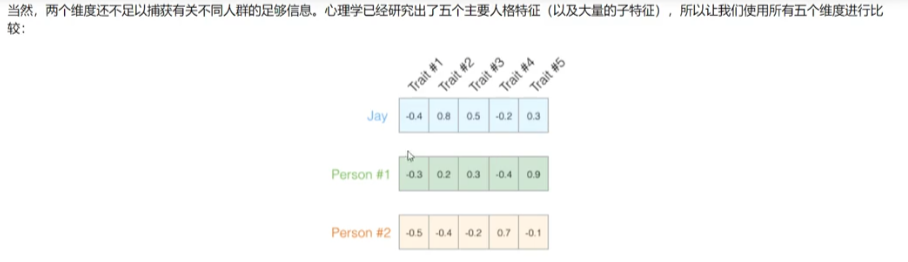 当然，两个维度还不足以捕获有关不同人群的足够信息。心理学已经研究出了五个主要人格特征（以及大量的子特征），所以让我们使用所有五个维度进行比
较：
Trait #1 Trait #2 Trait #3 Trait #4 Trait #5
Jay -0.4 0.8 0.5 -0.2 0.3
Person #1 -0.3 0.2 0.3 -0.4 0.9
Person #2 -0.5 -0.4 -0.2 0.7 -0.1